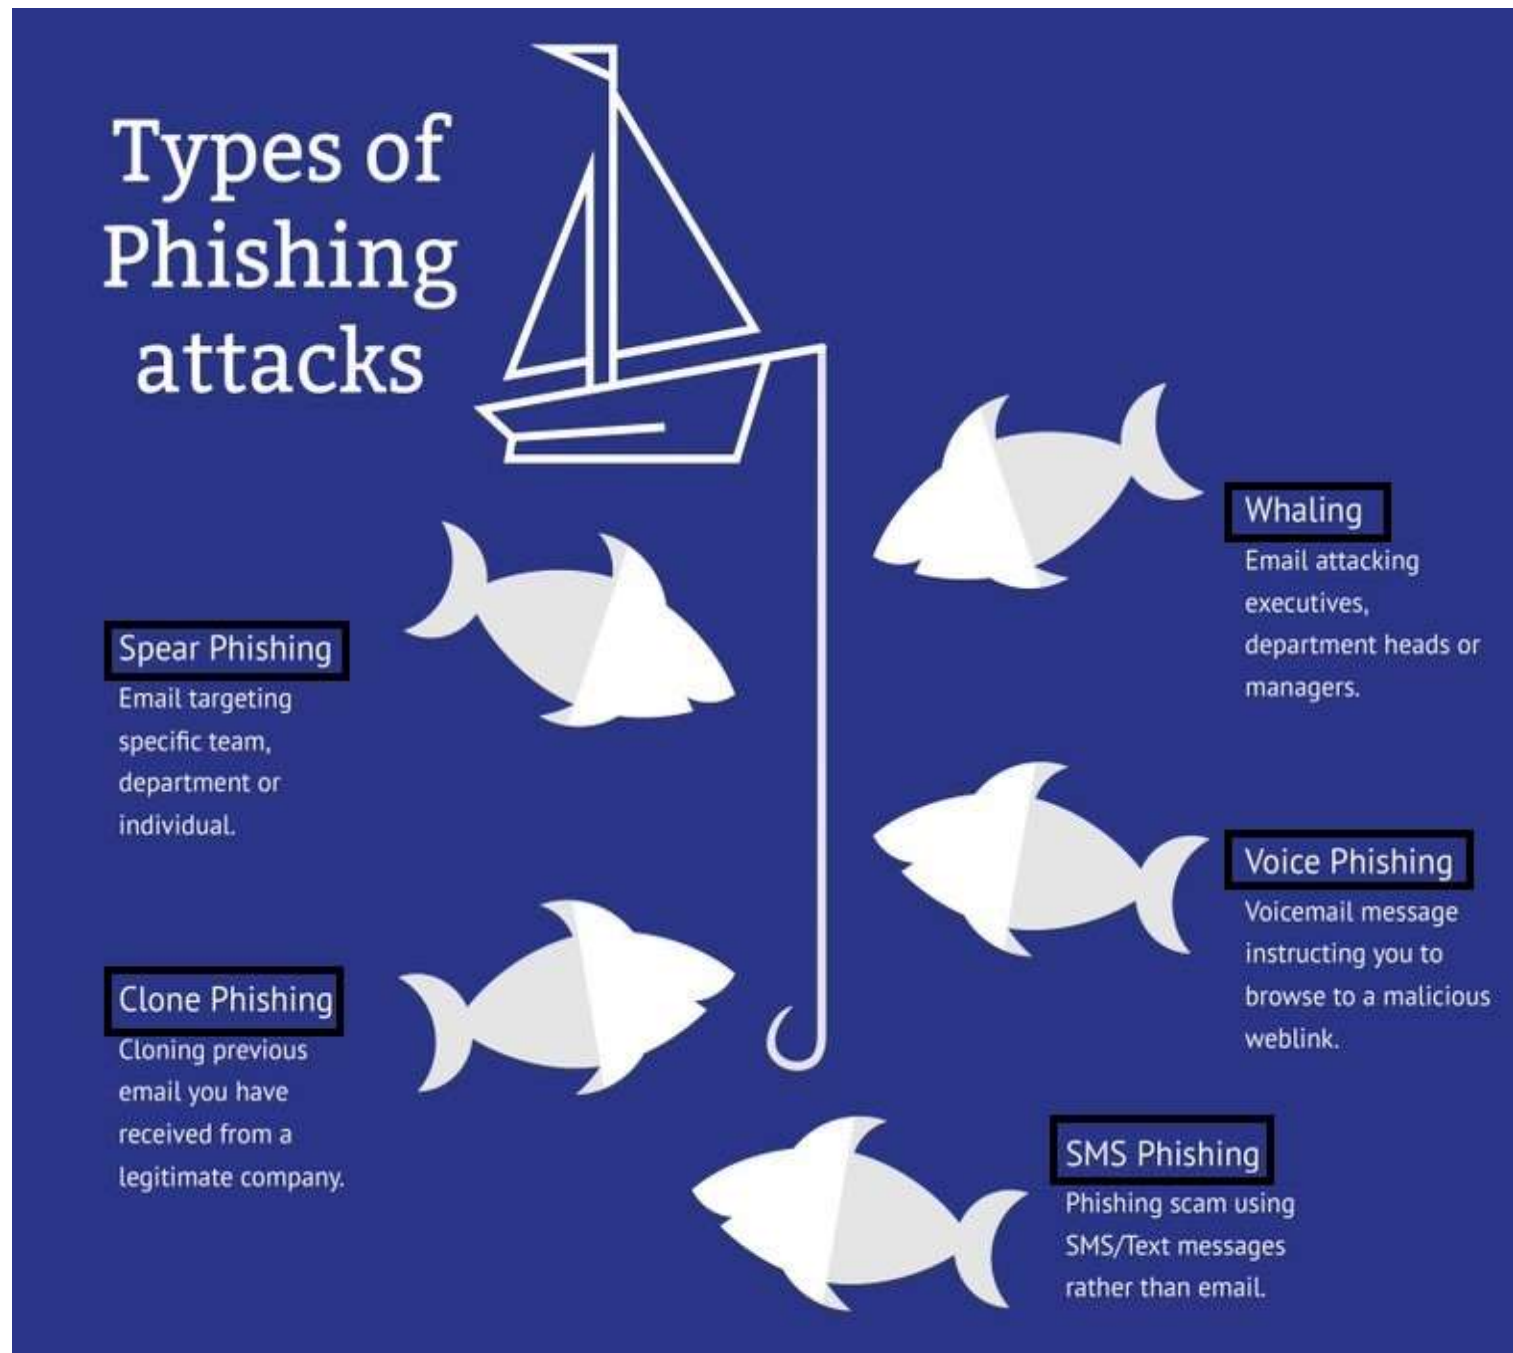 Types of
Phishing
attacks
Whaling
Email attacking
executives,
department heads or
managers.
Spear Phishing
Email targeting
specific team,
department or
individual.
Voice Phishing
Voicemail message
instructing you to
browse to a malicious
weblink.
Clone Phishing
Cloning previous
email you have
received from a
legitimate company.
SMS Phishing
Phishing scam using
SMS/Text messages
rather than email.